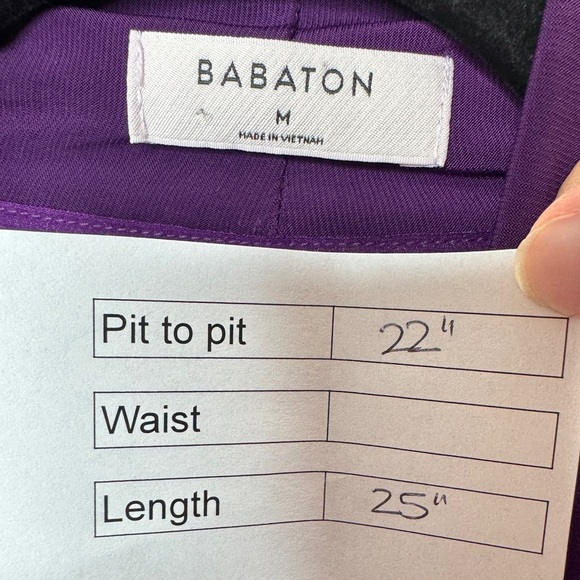 BABATON
M
MADE IN VIETNAM
Pit to pit 22"
Waist
Length 25"